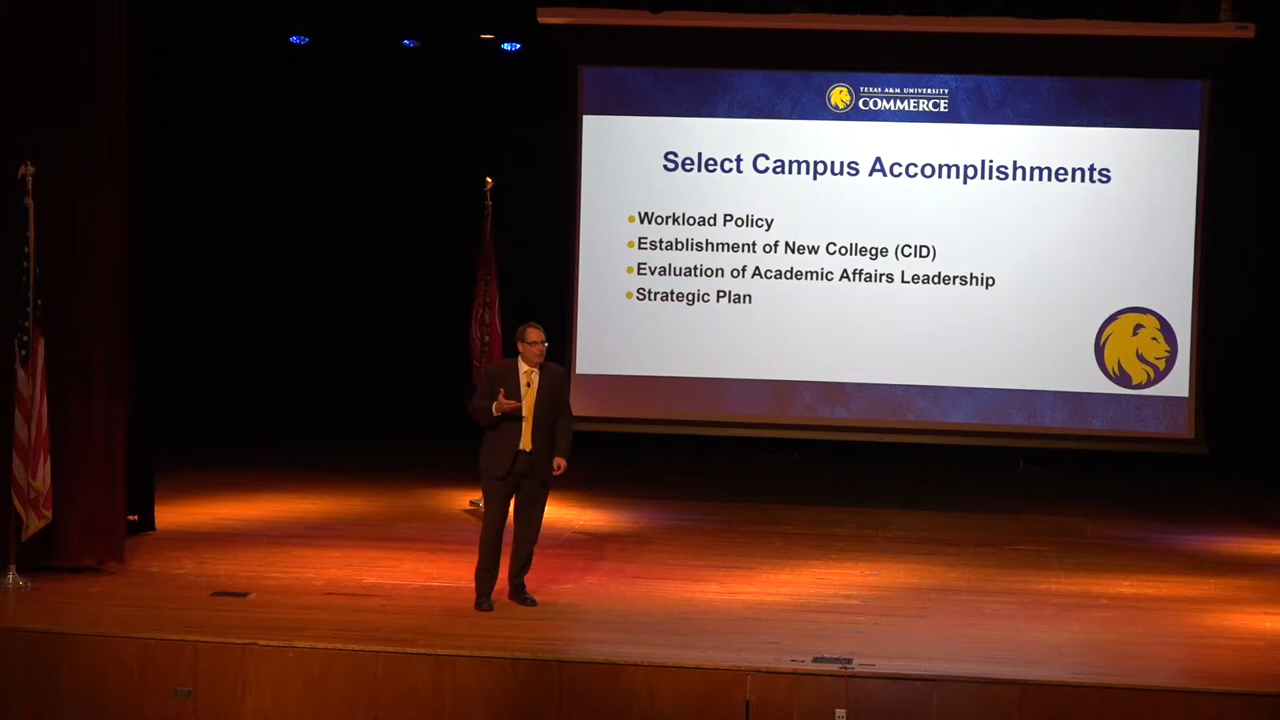 TEXAS A&M UNIVERSITY
COMMERCE
Select Campus Accomplishments
Workload Policy
Establishment of New College (CID)
Evaluation of Academic Affairs Leadership
Strategic Plan